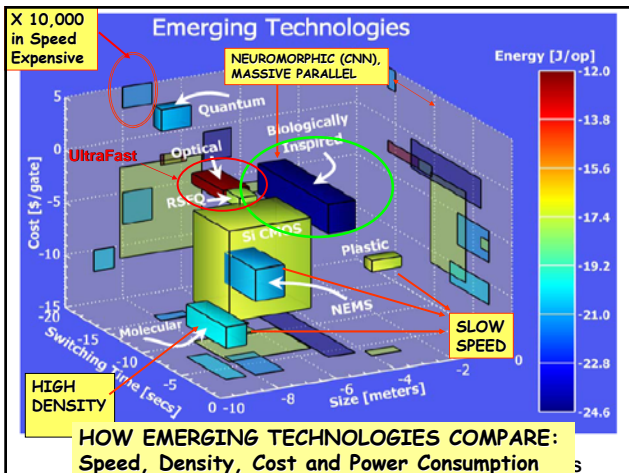 X 10,000
in Speed
Expensive
Emerging Technologies
NEUROMORPHIC (CNN),
MASSIVE PARALLEL
Energy [J/op]
-12.0
-13.8
-15.6
-17.4
-19.2
-21.0
-22.8
-24.6
Cost [$/gate]
5
0
-5
-10
-15
Quantum
Biologically
Inspired
Optical
UltraFast
RSFQ
Si CMOS
Plastic
NEMS
Molecular
SLOW
SPEED
HIGH
DENSITY
Switching Time [secs]
-20
-15
-10
-5
0
Size [meters]
-10
-8
-6
-4
-2
0
HOW EMERGING TECHNOLOGIES COMPARE:
Speed, Density, Cost and Power Consumption
s